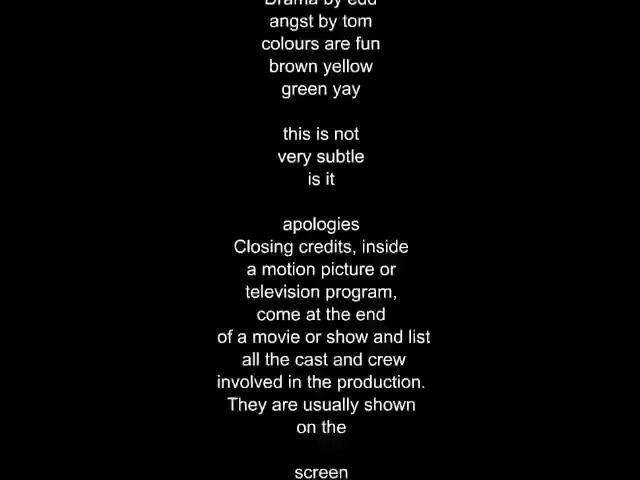 Drama by edd
angst by tom
colours are fun
brown yellow
green yay
this is not
very subtle
is it
apologies
Closing credits, inside
a motion picture or
television program,
come at the end
of a movie or show and list
all the cast and crew
involved in the production.
They are usually shown
on the
screen